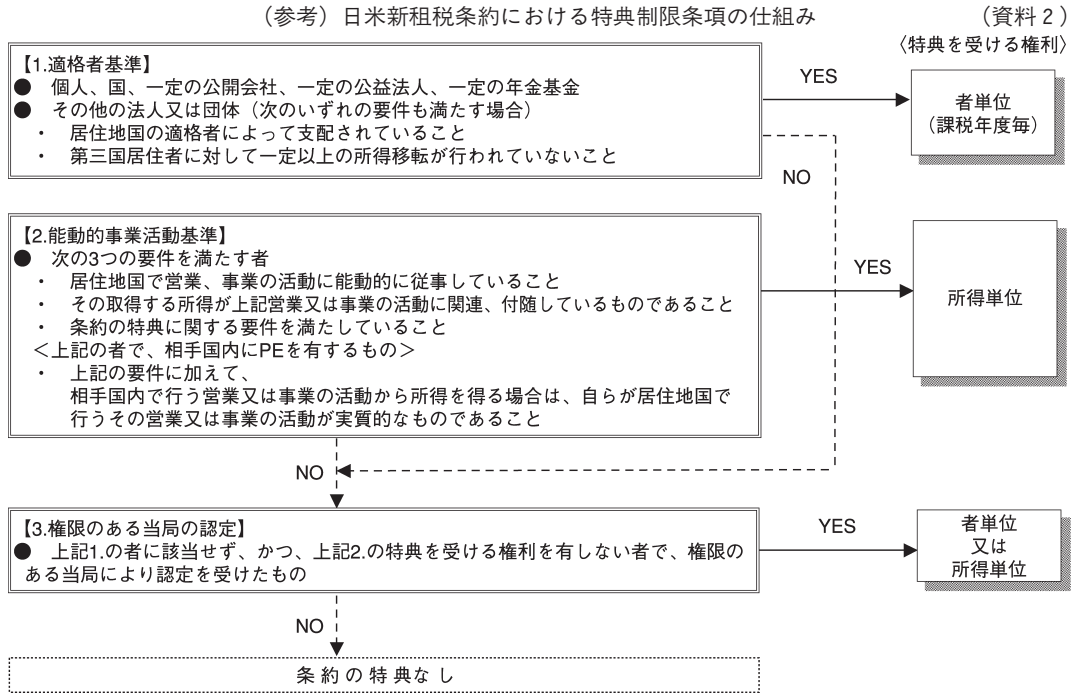 （参考）日米新租税条約における特典制限条項の仕組み
（資料２）
〈特典を受ける権利〉
【1.適格者基準】
●　個人、国、一定の公開会社、一定の公益法人、一定の年金基金
●　その他の法人又は団体（次のいずれの要件も満たす場合）
・　居住地国の適格者によって支配されていること
・　第三国居住者に対して一定以上の所得移転が行われていないこと
YES
者単位
（課税年度毎）
NO
【2.能動的事業活動基準】
●　次の3つの要件を満たす者
・　居住地国で営業、事業の活動に能動的に従事していること
・　その取得する所得が上記営業又は事業の活動に関連、付随しているものであること
・　条約の特典に関する要件を満たしていること
＜上記の者で、相手国内にPEを有するもの＞
・　上記の要件に加えて、
相手国内で行う営業又は事業の活動から所得を得る場合は、自らが居住地国で
行うその営業又は事業の活動が実質的なものであること
YES
所得単位
NO
【3.権限のある当局の認定】
●　上記1.の者に該当せず、かつ、上記2.の特典を受ける権利を有しない者で、権限の
ある当局により認定を受けたもの
YES
者単位
又は
所得単位
NO
条約の特典なし